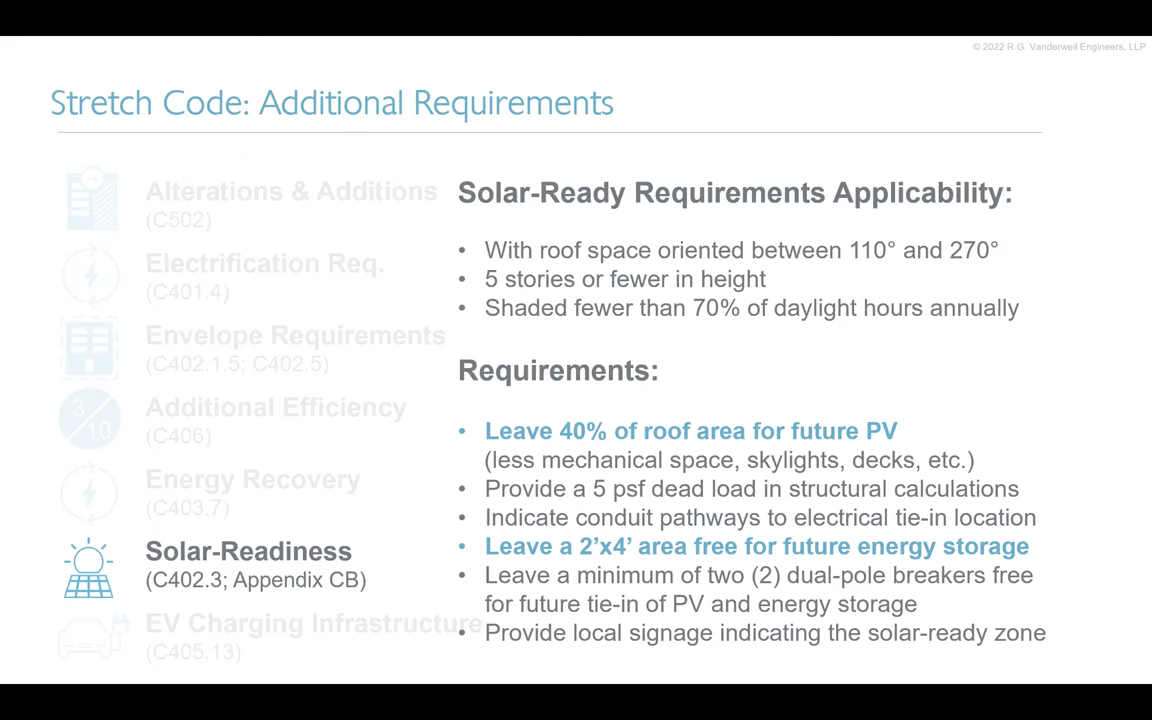 © 2022 R.G. Vanderweil Engineers, LLP
Stretch Code: Additional Requirements
Alterations & Additions
(C502)
Electrification Req.
(C401.4)
Envelope Requirements
(C402.1.5; C402.5)
3/10
Additional Efficiency
(C406)
Energy Recovery
(C403.7)
Solar-Readiness
(C402.3; Appendix CB)
EV Charging Infrastructure
(C405.13)
Solar-Ready Requirements Applicability:
• With roof space oriented between 110° and 270°
• 5 stories or fewer in height
• Shaded fewer than 70% of daylight hours annually
Requirements:
• Leave 40% of roof area for future PV
(less mechanical space, skylights, decks, etc.)
• Provide a 5 psf dead load in structural calculations
• Indicate conduit pathways to electrical tie-in location
• Leave a 2’x4’ area free for future energy storage
• Leave a minimum of two (2) dual-pole breakers free
for future tie-in of PV and energy storage
• Provide local signage indicating the solar-ready zone